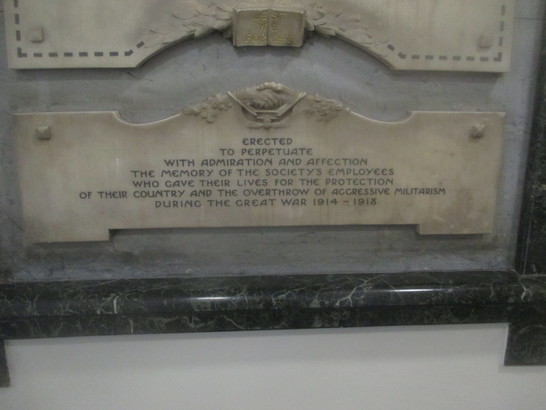 ERECTED
TO PERPETUATE
WITH ADMIRATION AND AFFECTION
THE MEMORY OF THE SOCIETY'S EMPLOYEES
WHO GAVE THEIR LIVES FOR THE PROTECTION
OF THEIR COUNTRY AND THE OVERTHROW OF AGGRESSIVE MILITARISM
DURING THE GREAT WAR 1914 – 1918